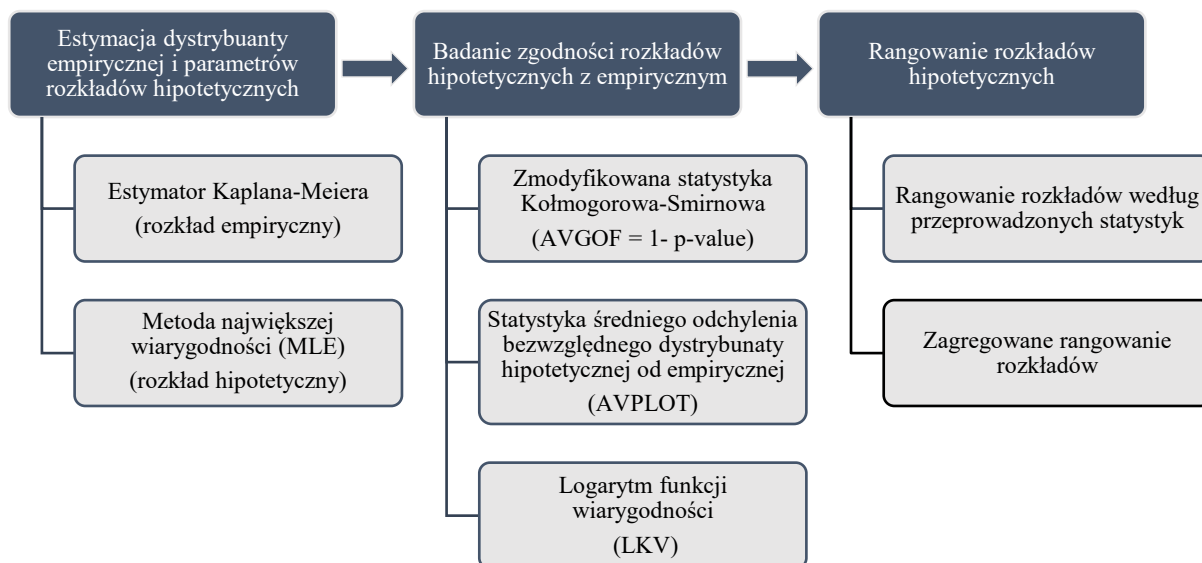 Estymacja dystrybuanty
empirycznej i parametrów
rozkładów hipotetycznych
Estymator Kaplana-Meiera
(rozkład empiryczny)
Metoda największej
wiarygodności (MLE)
(rozkład hipotetyczny)
Badanie zgodności rozkładów
hipotetycznych z empirycznym
Zmodyfikowana statystyka
Kołmogorowa-Smirnowa
(AVGOF = 1- p-value)
Statystyka średniego odchylenia
bezwzględnego dystrybunaty
hipotetycznej od empirycznej
(AVPLOT)
Logarytm funkcji
wiarygodności
(LKV)
Rangowanie rozkładów
hipotetycznych
Rangowanie rozkładów według
przeprowadzonych statystyk
Zagregowane rangowanie
rozkładów